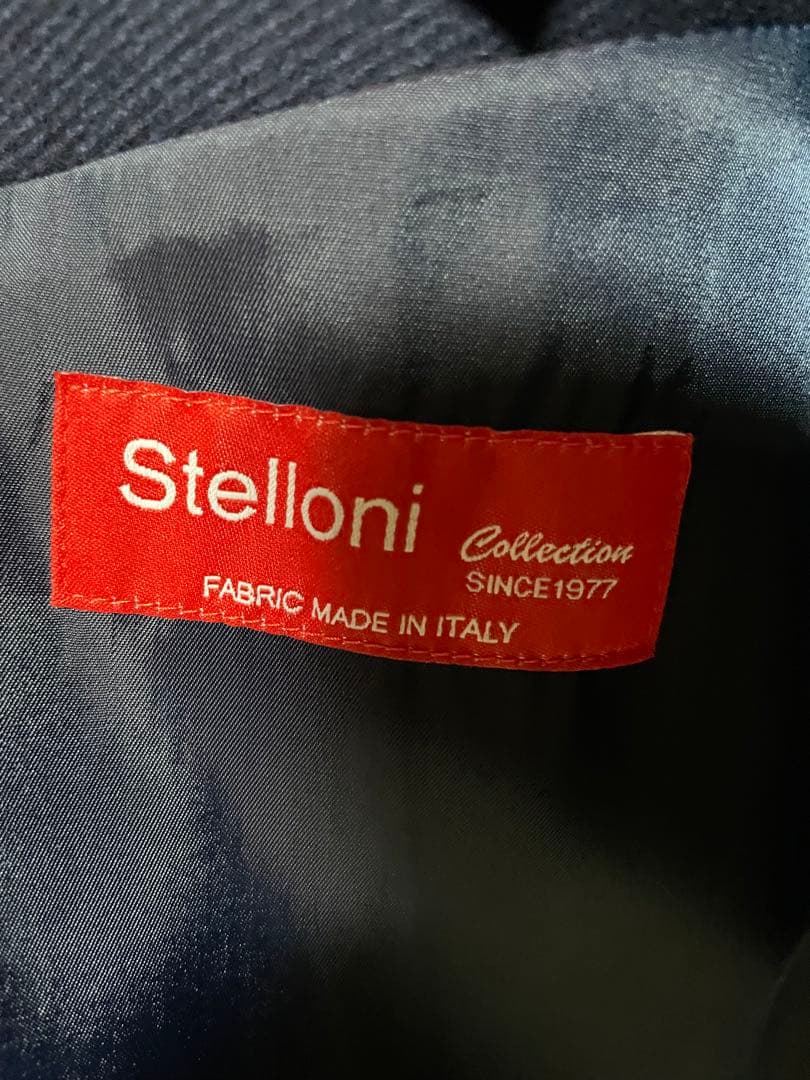 Stelloni
Collection
SINCE1977
FABRIC MADE IN ITALY